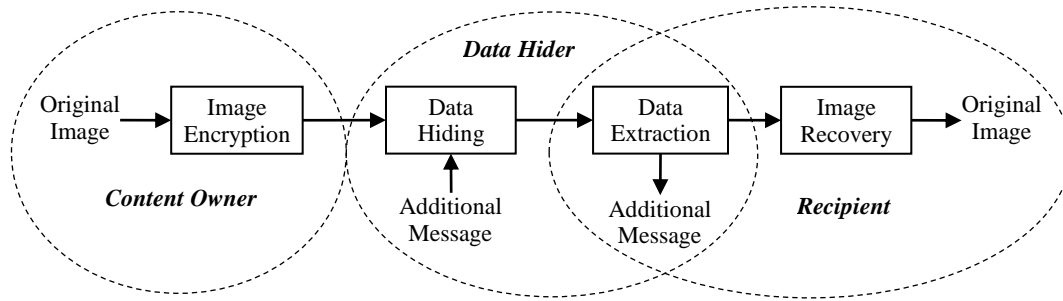 Data Hider
Original
Image
Image
Encryption
Data
Hiding
Data
Extraction
Image
Recovery
Original
Image
Content Owner
Additional
Message
Additional
Message
Recipient